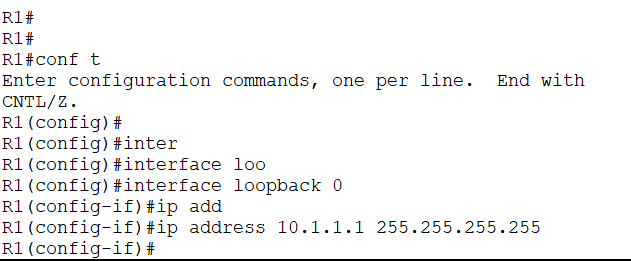 R1#
R1#
R1#conf t
Enter configuration commands, one per line.  End with
CNTL/Z.
R1(config)#
R1(config)#inter
R1(config)#interface loo
R1(config)#interface loopback 0
R1(config-if)#ip add
R1(config-if)#ip address 10.1.1.1 255.255.255.255
R1(config-if)#